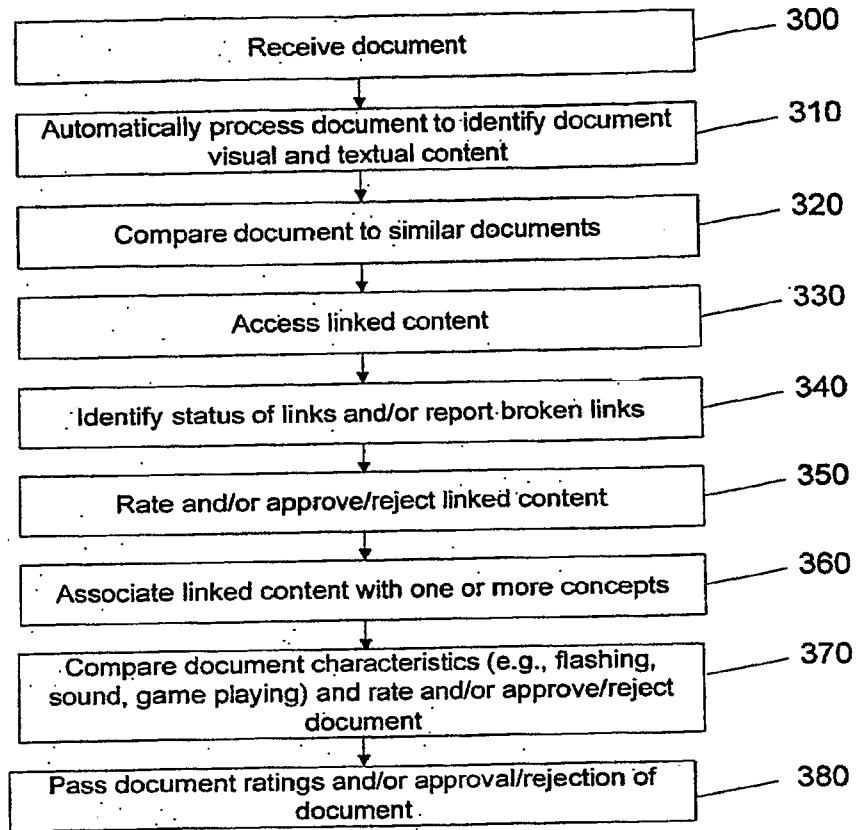 Receive document
300
Automatically process document to identify document
visual and textual content
310
Compare document to similar documents
320
Access linked content
330
Identify status of links and/or report broken links
340
Rate and/or approve/reject linked content
350
Associate linked content with one or more concepts
360
Compare document characteristics (e.g., flashing,
sound, game playing) and rate and/or approve/reject
document
370
Pass document ratings and/or approval/rejection of
document
380